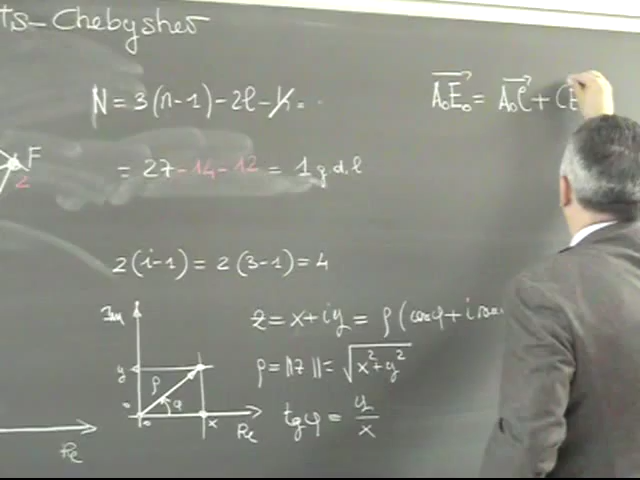 ts-Chebyshev
N = 3(n-1)-2l-h=
A₀E₀ = A₀C + CE
F
2
= 27-14-12 = 1 g.d.l
2(i-1) = 2(3-1) = 4
Im
z = x+iy = ρ(cosφ+i
y
ρ
φ
ρ = ||z|| = √x²+y²
o
o
x
Re
tgφ = y/x
Re